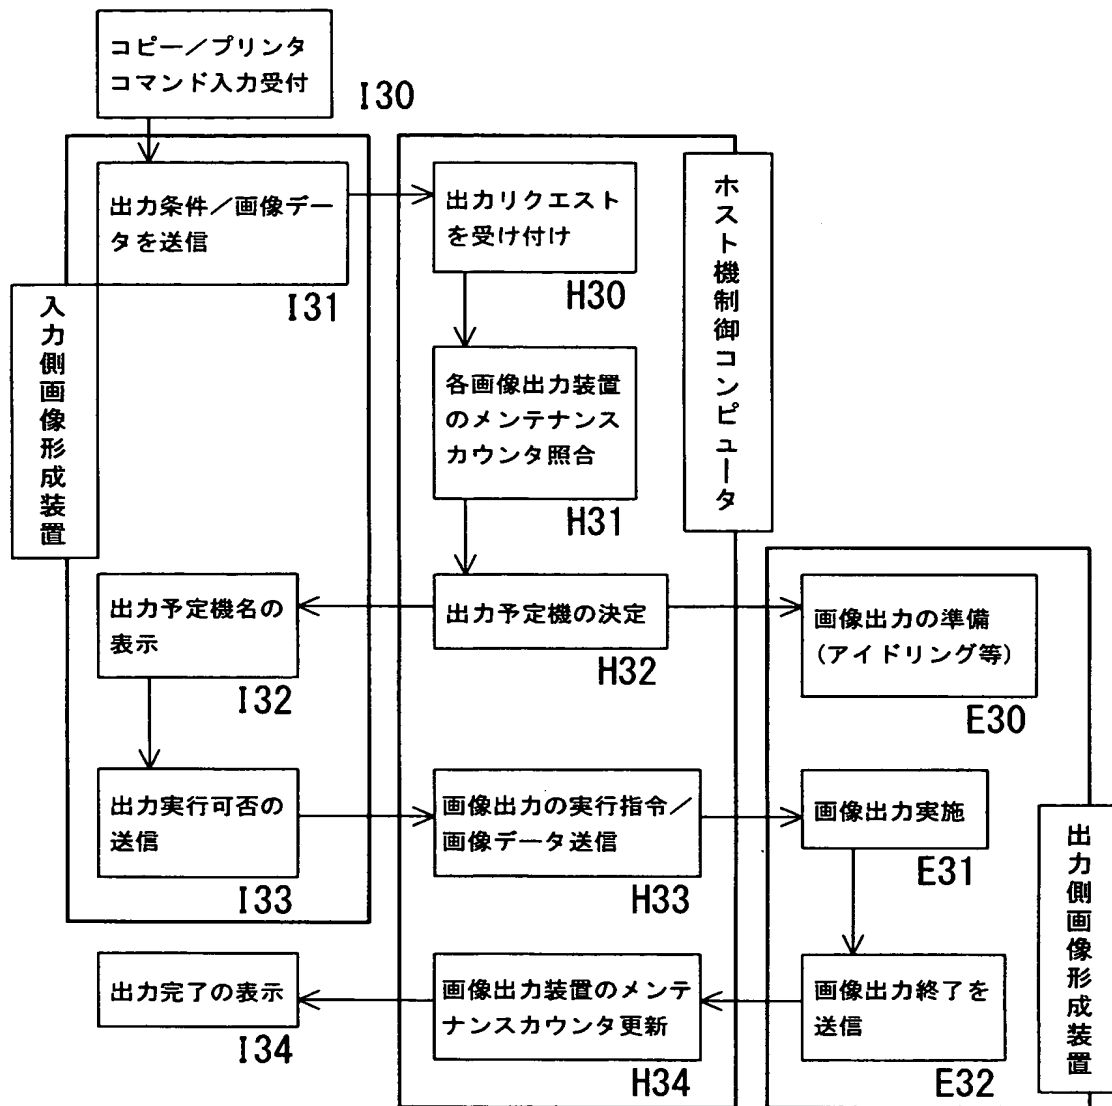 コピー／プリンタ
コマンド入力受付
I30
出力条件／画像デー
タを送信
I31
入力側画像形成装置
出力リクエスト
を受け付け
H30
ホスト機制御コンピュータ
各画像出力装置
のメンテナンス
カウンタ照合
H31
出力予定機名の
表示
I32
出力予定機の決定
H32
画像出力の準備
(アイドリング等)
E30
出力実行可否の
送信
I33
画像出力の実行指令／
画像データ送信
H33
画像出力実施
E31
出力側画像形成装置
出力完了の表示
I34
画像出力装置のメンテ
ナンスカウンタ更新
H34
画像出力終了を
送信
E32